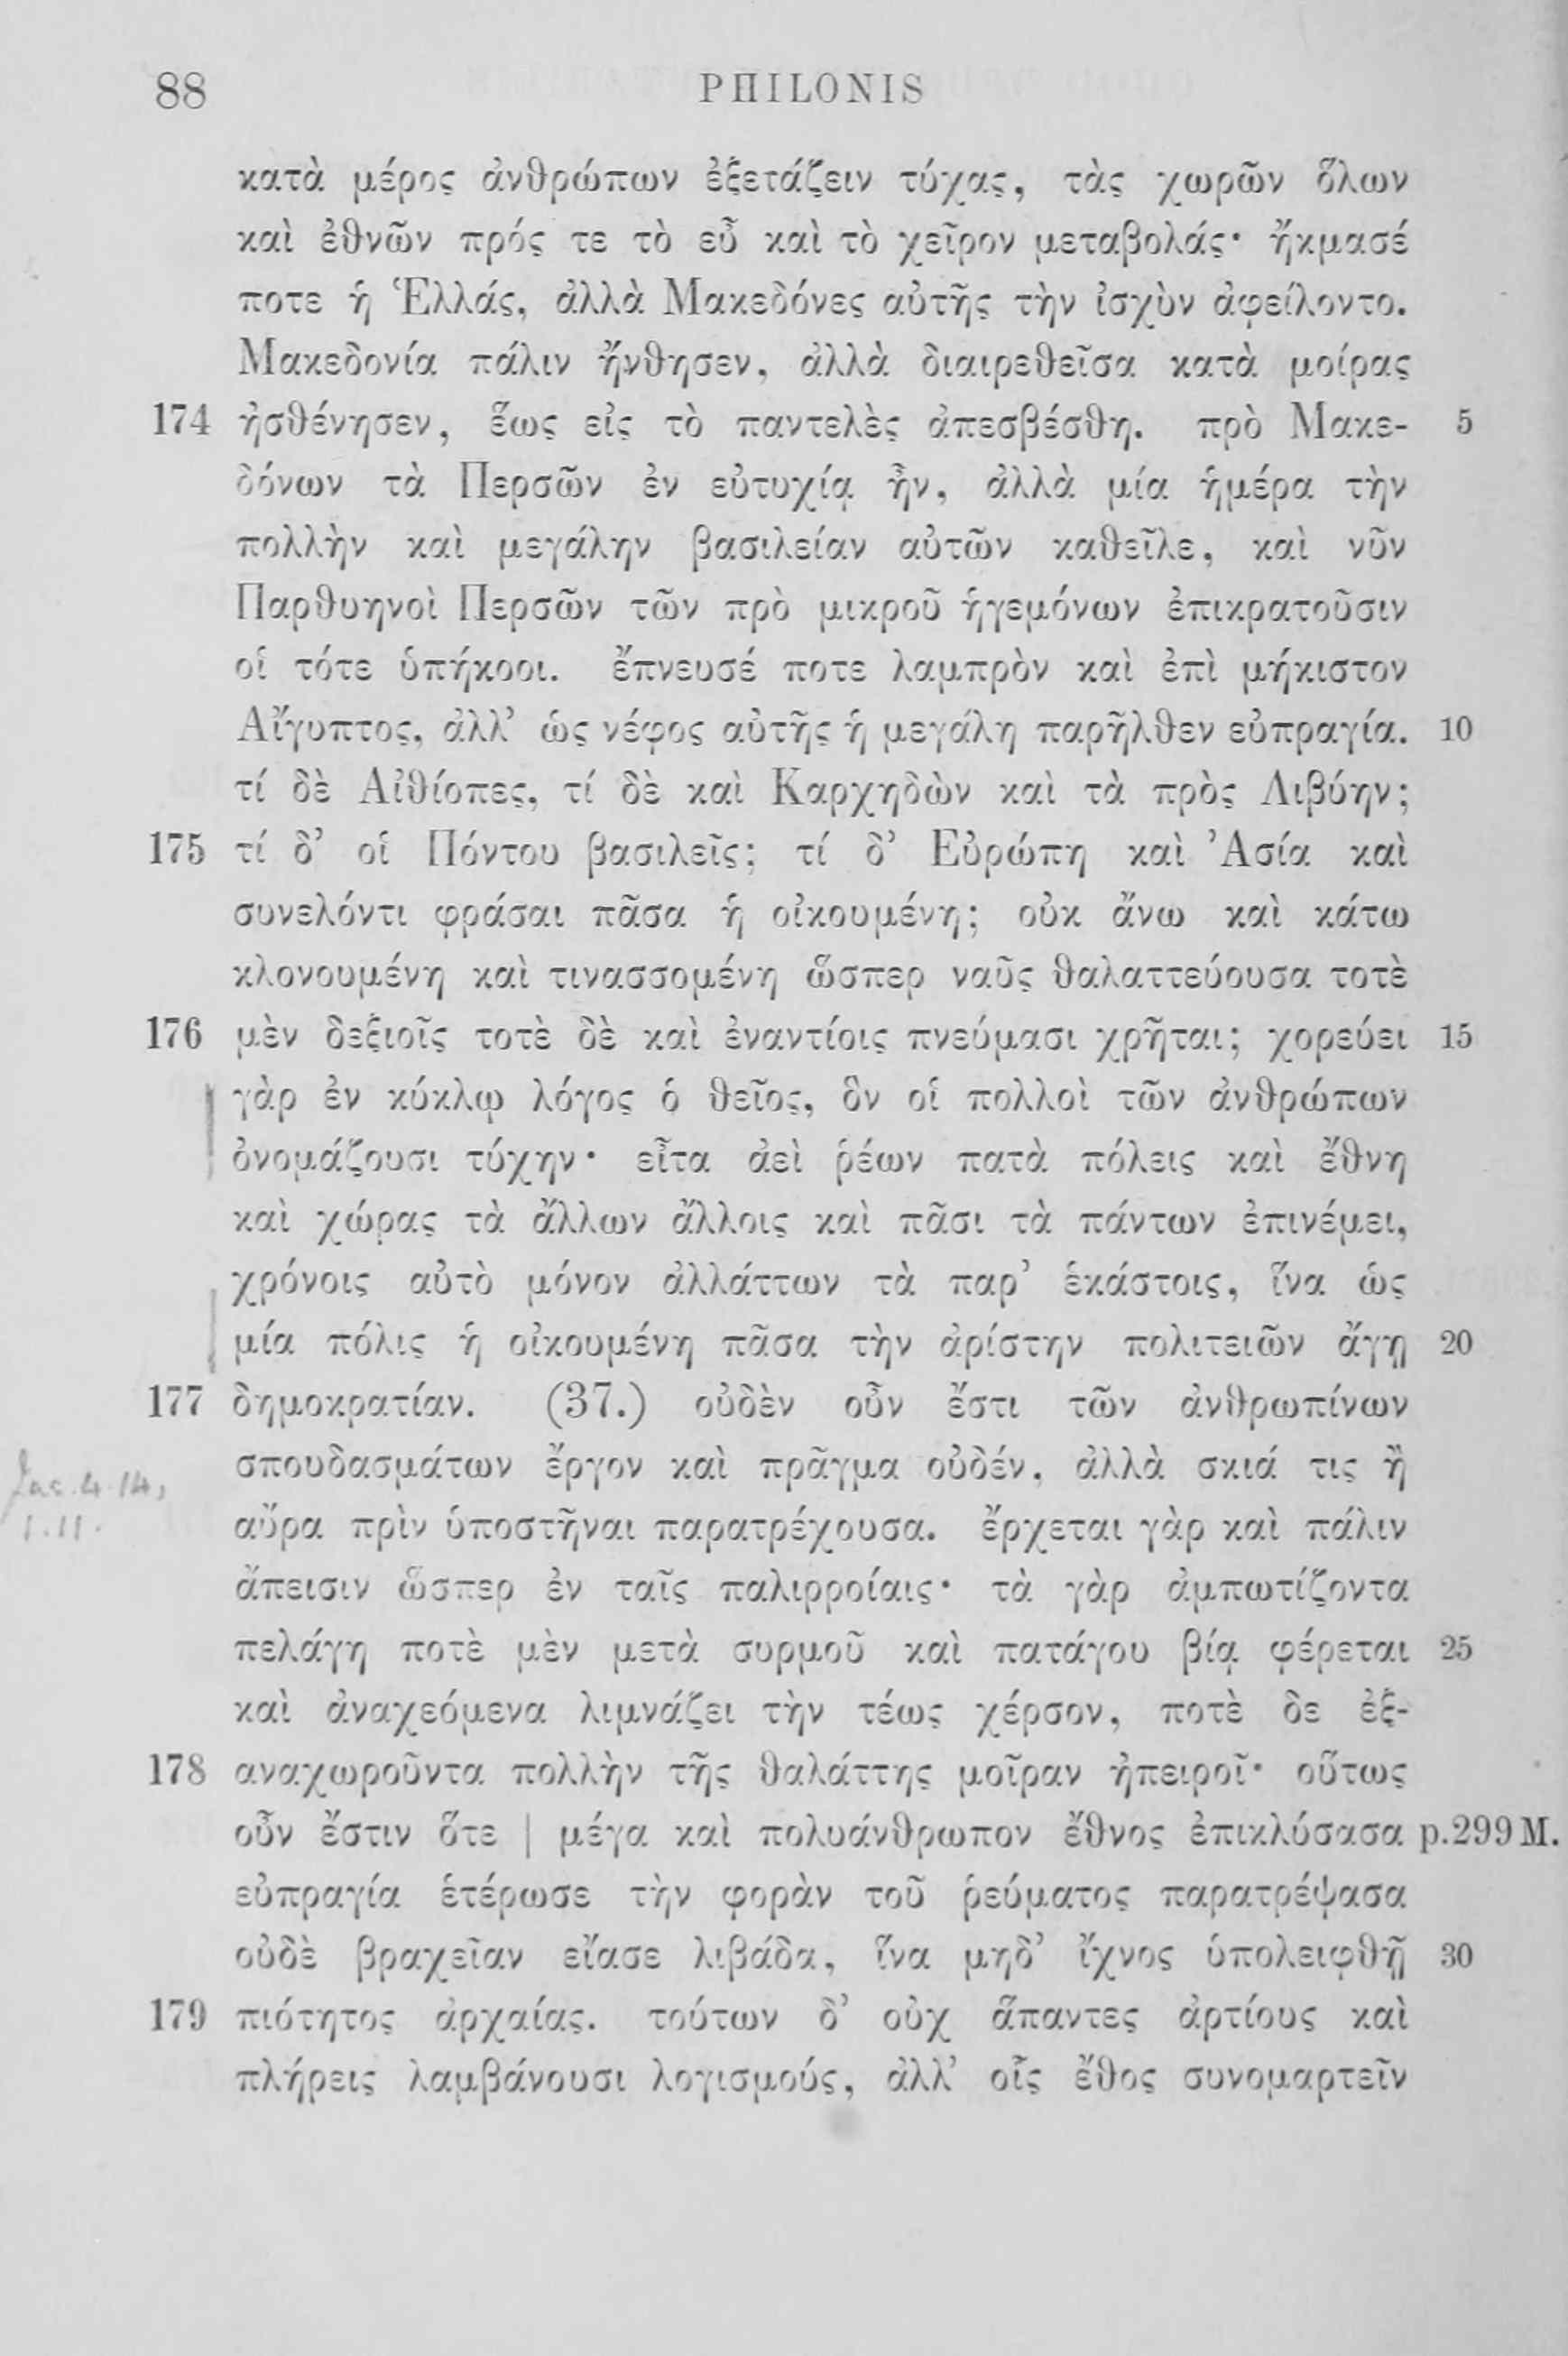 88 PHILONIS
κατὰ μέρος ἀνθρώπων ἐξετάζειν τύχας, τὰς χωρῶν ὅλων
καὶ ἐθνῶν πρός τε τὸ εὖ καὶ τὸ χεῖρον μεταβολάς· ἤκμασέ
ποτε ἡ Ἑλλάς, ἀλλὰ Μακεδόνες αὐτῆς τὴν ἰσχὺν ἀφείλοντο.
Μακεδονία πάλιν ἤνθησεν, ἀλλὰ διαιρεθεῖσα κατὰ μοίρας
174 ἠσθένησεν, ἕως εἰς τὸ παντελὲς ἀπεσβέσθη. πρὸ Μακε- 5
δόνων τὰ Περσῶν ἐν εὐτυχίᾳ ἦν, ἀλλὰ μία ἡμέρα τὴν
πολλὴν καὶ μεγάλην βασιλείαν αὐτῶν καθεῖλε, καὶ νῦν
Παρθυηνοὶ Περσῶν τῶν πρὸ μικροῦ ἡγεμόνων ἐπικρατοῦσιν
οἱ τότε ὑπήκοοι. ἔπνευσέ ποτε λαμπρὸν καὶ ἐπὶ μήκιστον
Αἴγυπτος, ἀλλ’ ὡς νέφος αὐτῆς ἡ μεγάλη παρῆλθεν εὐπραγία. 10
τί δὲ Αἰθίοπες, τί δὲ καὶ Καρχηδὼν καὶ τὰ πρὸς Λιβύην;
175 τί δ’ οἱ Πόντου βασιλεῖς; τί δ’ Εὐρώπη καὶ Ἀσία καὶ
συνελόντι φράσαι πᾶσα ἡ οἰκουμένη; οὐκ ἄνω καὶ κάτω
κλονουμένη καὶ τινασσομένη ὥσπερ ναῦς θαλαττεύουσα τοτὲ
176 μὲν δεξιοῖς τοτὲ δὲ καὶ ἐναντίοις πνεύμασι χρῆται; χορεύει 15
γὰρ ἐν κύκλῳ λόγος ὁ θεῖος, ὃν οἱ πολλοὶ τῶν ἀνθρώπων
ὀνομάζουσι τύχην· εἶτα ἀεὶ ῥέων πατὰ πόλεις καὶ ἔθνη
καὶ χώρας τὰ ἄλλων ἄλλοις καὶ πᾶσι τὰ πάντων ἐπινέμει,
χρόνοις αὐτὸ μόνον ἀλλάττων τὰ παρ’ ἑκάστοις, ἵνα ὡς
μία πόλις ἡ οἰκουμένη πᾶσα τὴν ἀρίστην πολιτειῶν ἄγῃ 20
177 δημοκρατίαν. (37.) οὐδὲν οὖν ἔστι τῶν ἀνθρωπίνων
σπουδασμάτων ἔργον καὶ πρᾶγμα οὐδέν, ἀλλὰ σκιά τις ἢ
Jac. 4. 14,
1. 11.
αὔρα πρὶν ὑποστῆναι παρατρέχουσα. ἔρχεται γὰρ καὶ πάλιν
ἄπεισιν ὥσπερ ἐν ταῖς παλιρροίαις· τὰ γὰρ ἀμπωτίζοντα
πελάγη ποτὲ μὲν μετὰ συρμοῦ καὶ πατάγου βίᾳ φέρεται 25
καὶ ἀναχεόμενα λιμνάζει τὴν τέως χέρσον, ποτὲ δε ἐξ-
178 αναχωροῦντα πολλὴν τῆς θαλάττης μοῖραν ἠπειροῖ· οὕτως
οὖν ἔστιν ὅτε | μέγα καὶ πολυάνθρωπον ἔθνος ἐπικλύσασα p.299 M.
εὐπραγία ἑτέρωσε τὴν φορὰν τοῦ ῥεύματος παρατρέψασα
οὐδὲ βραχεῖαν εἴασε λιβάδα, ἵνα μηδ’ ἴχνος ὑπολειφθῇ 30
179 πιότητος ἀρχαίας. τούτων δ’ οὐχ ἅπαντες ἀρτίους καὶ
πλήρεις λαμβάνουσι λογισμούς, ἀλλ’ οἷς ἔθος συνομαρτεῖν